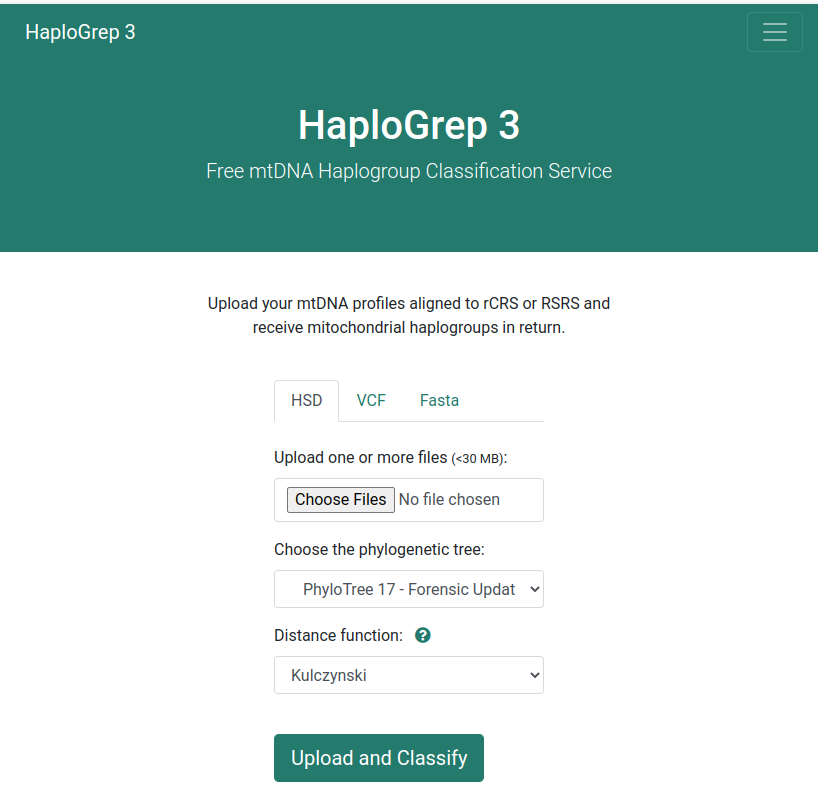 HaploGrep 3
HaploGrep 3
Free mtDNA Haplogroup Classification Service
Upload your mtDNA profiles aligned to rCRS or RSRS and
receive mitochondrial haplogroups in return.
HSD VCF Fasta
Upload one or more files (<30 MB):
Choose Files No file chosen
Choose the phylogenetic tree:
PhyloTree 17 - Forensic Updat
Distance function: ?
Kulczynski
Upload and Classify